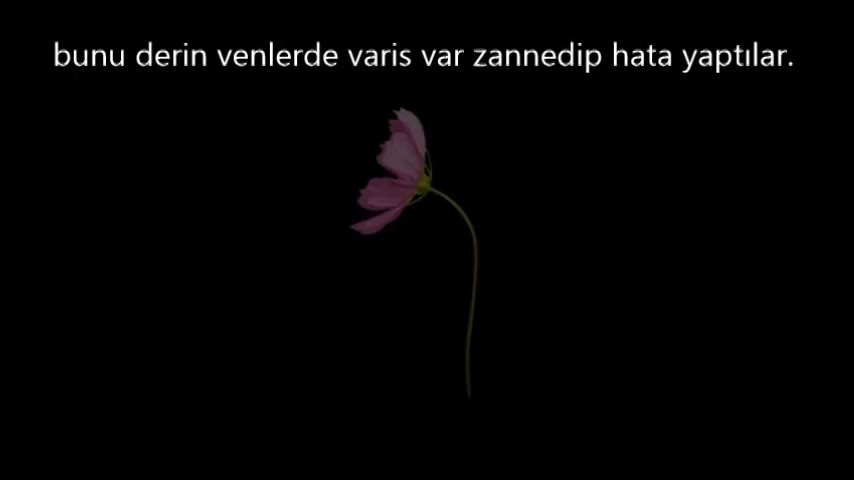 bunu derin venlerde varis var zannedip hata yaptılar.